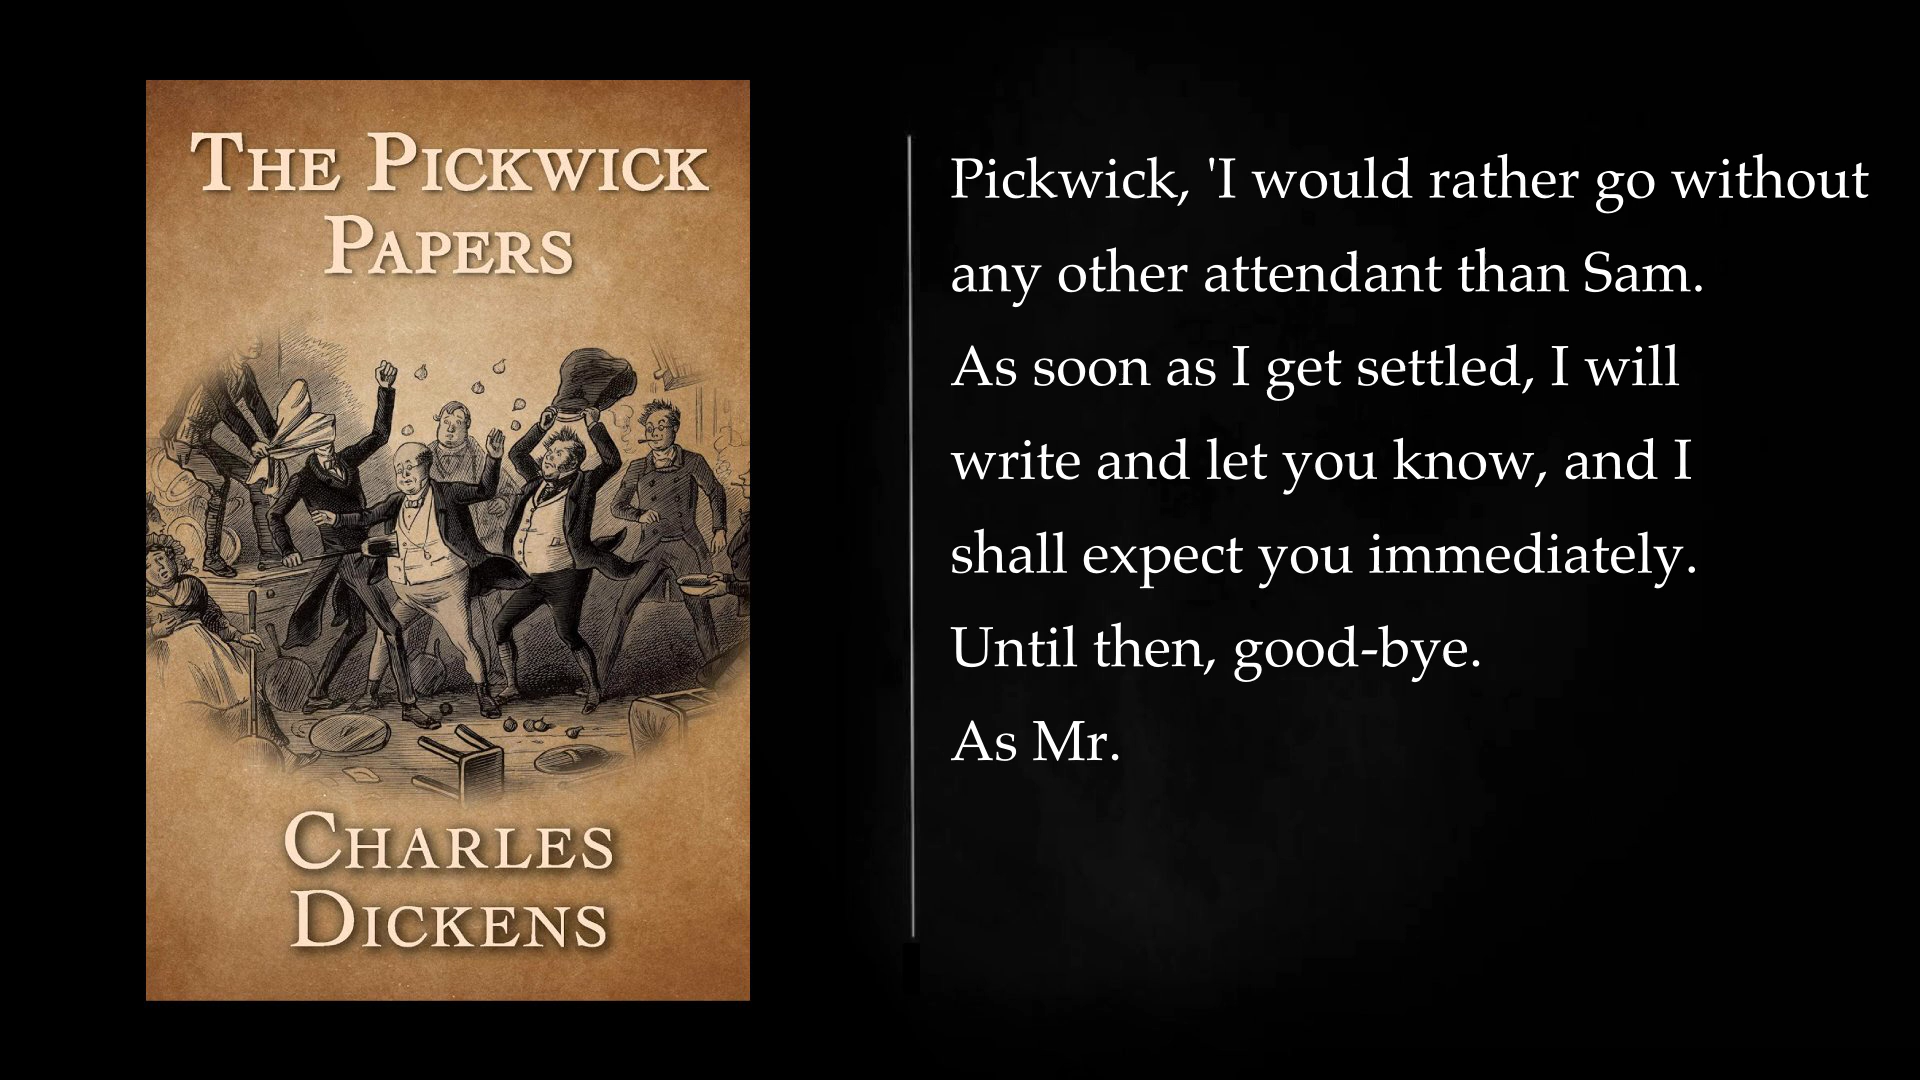 THE PICKWICK
PAPERS
CHARLES
DICKENS
Pickwick, 'I would rather go without
any other attendant than Sam.
As soon as I get settled, I will
write and let you know, and I
shall expect you immediately.
Until then, good-bye.
As Mr.